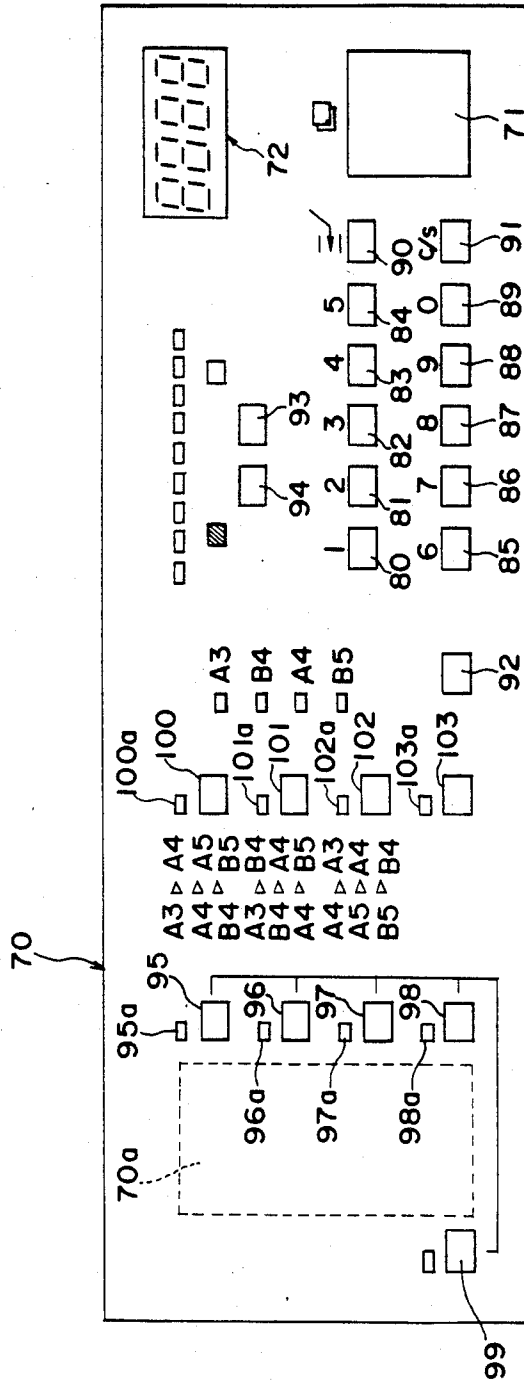 70
70a 95a 100a
95 100
A3▷A4
A4▷A5
B4▷B5
A3▷B4
B4▷A4
A4▷B5
A4▷A3
A5▷A4
B5▷B4
A3
B4
A4
B5
8888
72
96a 96 101a 101
94 93
97a 97 102a 102
1 2 3 4 5
80 81 82 83 84 90
98a 98 103a 103
6 7 8 9 0 C/s
99 92 85 86 87 88 89 91 71